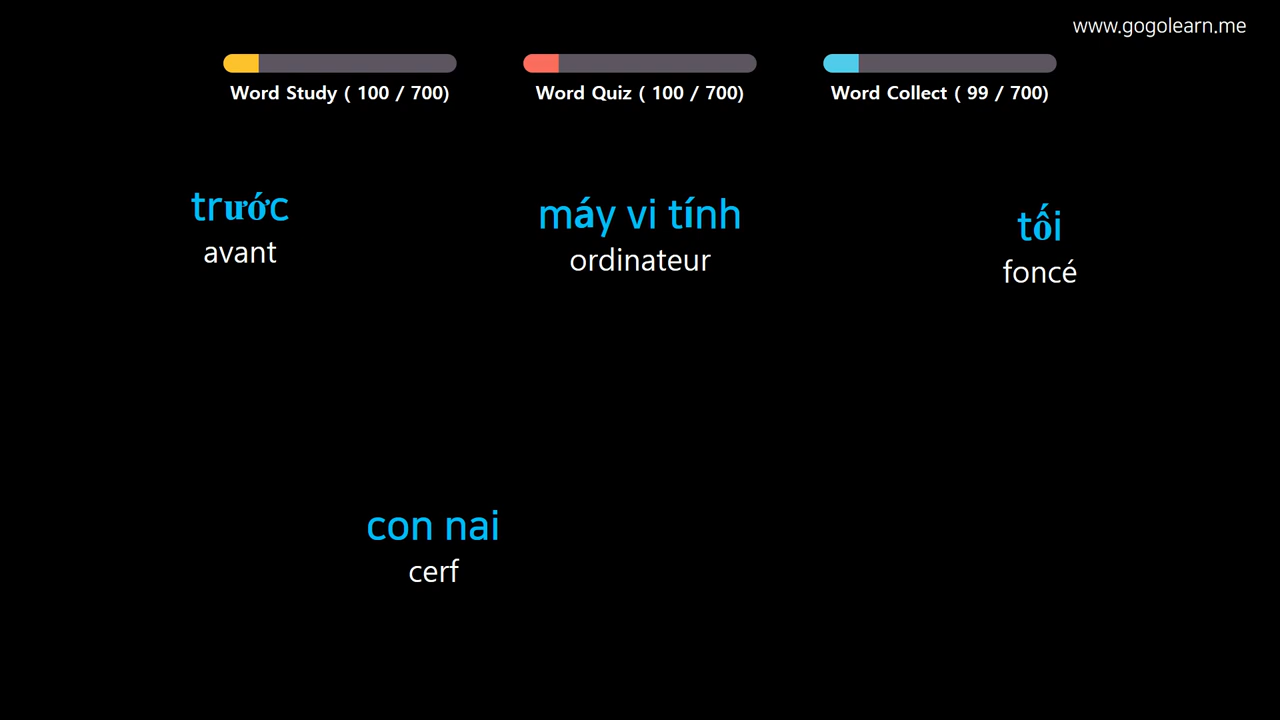 www.gogolearn.me
Word Study ( 100 / 700)
Word Quiz ( 100 / 700)
Word Collect ( 99 / 700)
trước
avant
máy vi tính
ordinateur
tối
foncé
con nai
cerf